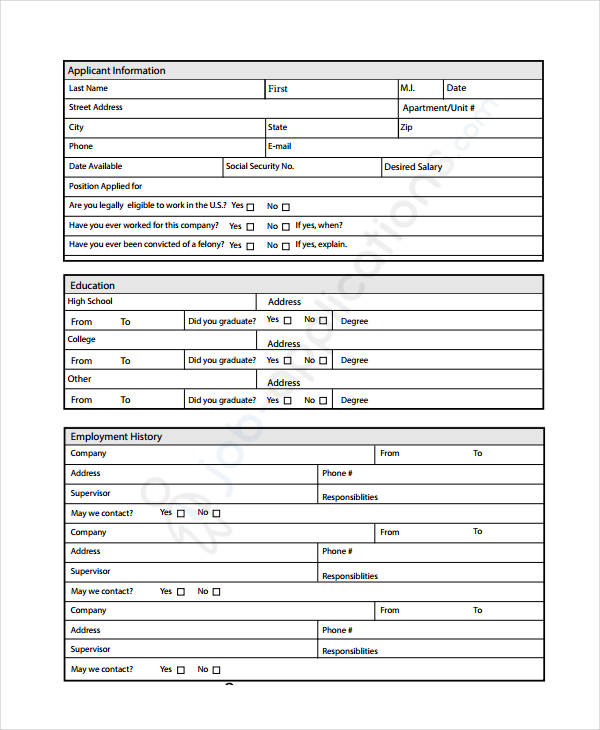 Applicant Information
Last Name First M.I. Date
Street Address Apartment/Unit #
City State Zip
Phone E-mail
Date Available Social Security No. Desired Salary
Position Applied for
Are you legally eligible to work in the U.S.? Yes No
Have you ever worked for this company? Yes No If yes, when?
Have you ever been convicted of a felony? Yes No If yes, explain.
Education
High School Address
From To Did you graduate? Yes No Degree
College Address
From To Did you graduate? Yes No Degree
Other Address
From To Did you graduate? Yes No Degree
Employment History
Company From To
Address Phone #
Supervisor Responsiblities
May we contact? Yes No
Company From To
Address Phone #
Supervisor Responsiblities
May we contact? Yes No
Company From To
Address Phone #
Supervisor Responsiblities
May we contact? Yes No
job-applications.com